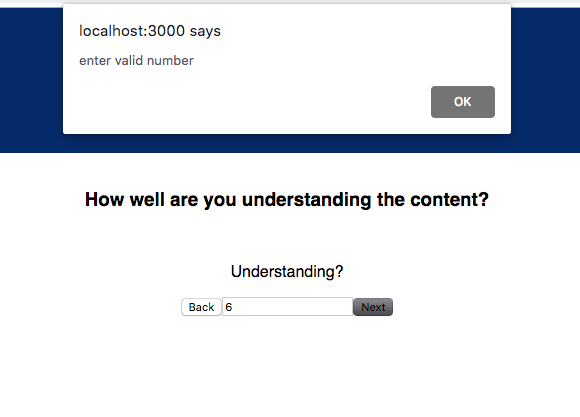 localhost:3000 says
enter valid number
OK
How well are you understanding the content?
Understanding?
Back 6 Next